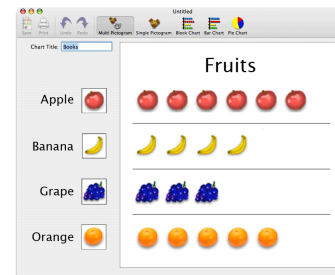 Untitled
Save Print Undo Redo Multi Pictogram Single Pictogram Block Chart Bar Chart Pie Chart
Chart Title: Books
Fruits
Apple
Banana
Grape
Orange